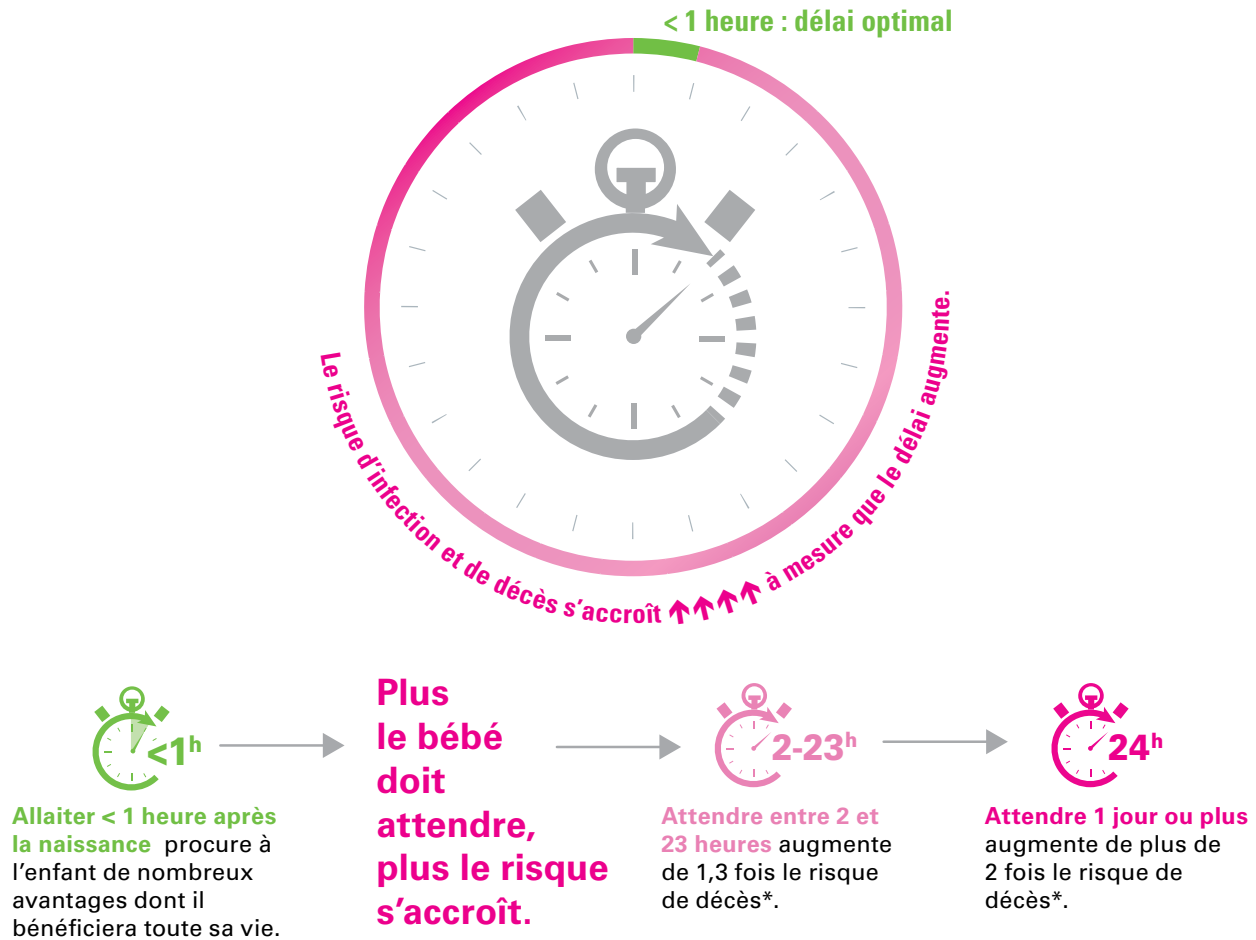 < 1 heure : délai optimal
Le risque d'infection et de décès s'accroît ↑↑↑↑ à mesure que le délai augmente.
<1h
Allaiter < 1 heure après
la naissance procure à
l'enfant de nombreux
avantages dont il
bénéficiera toute sa vie.
Plus
le bébé
doit
attendre,
plus le risque
s'accroît.
2-23h
Attendre entre 2 et
23 heures augmente
de 1,3 fois le risque
de décès*.
24h
Attendre 1 jour ou plus
augmente de plus de
2 fois le risque de
décès*.